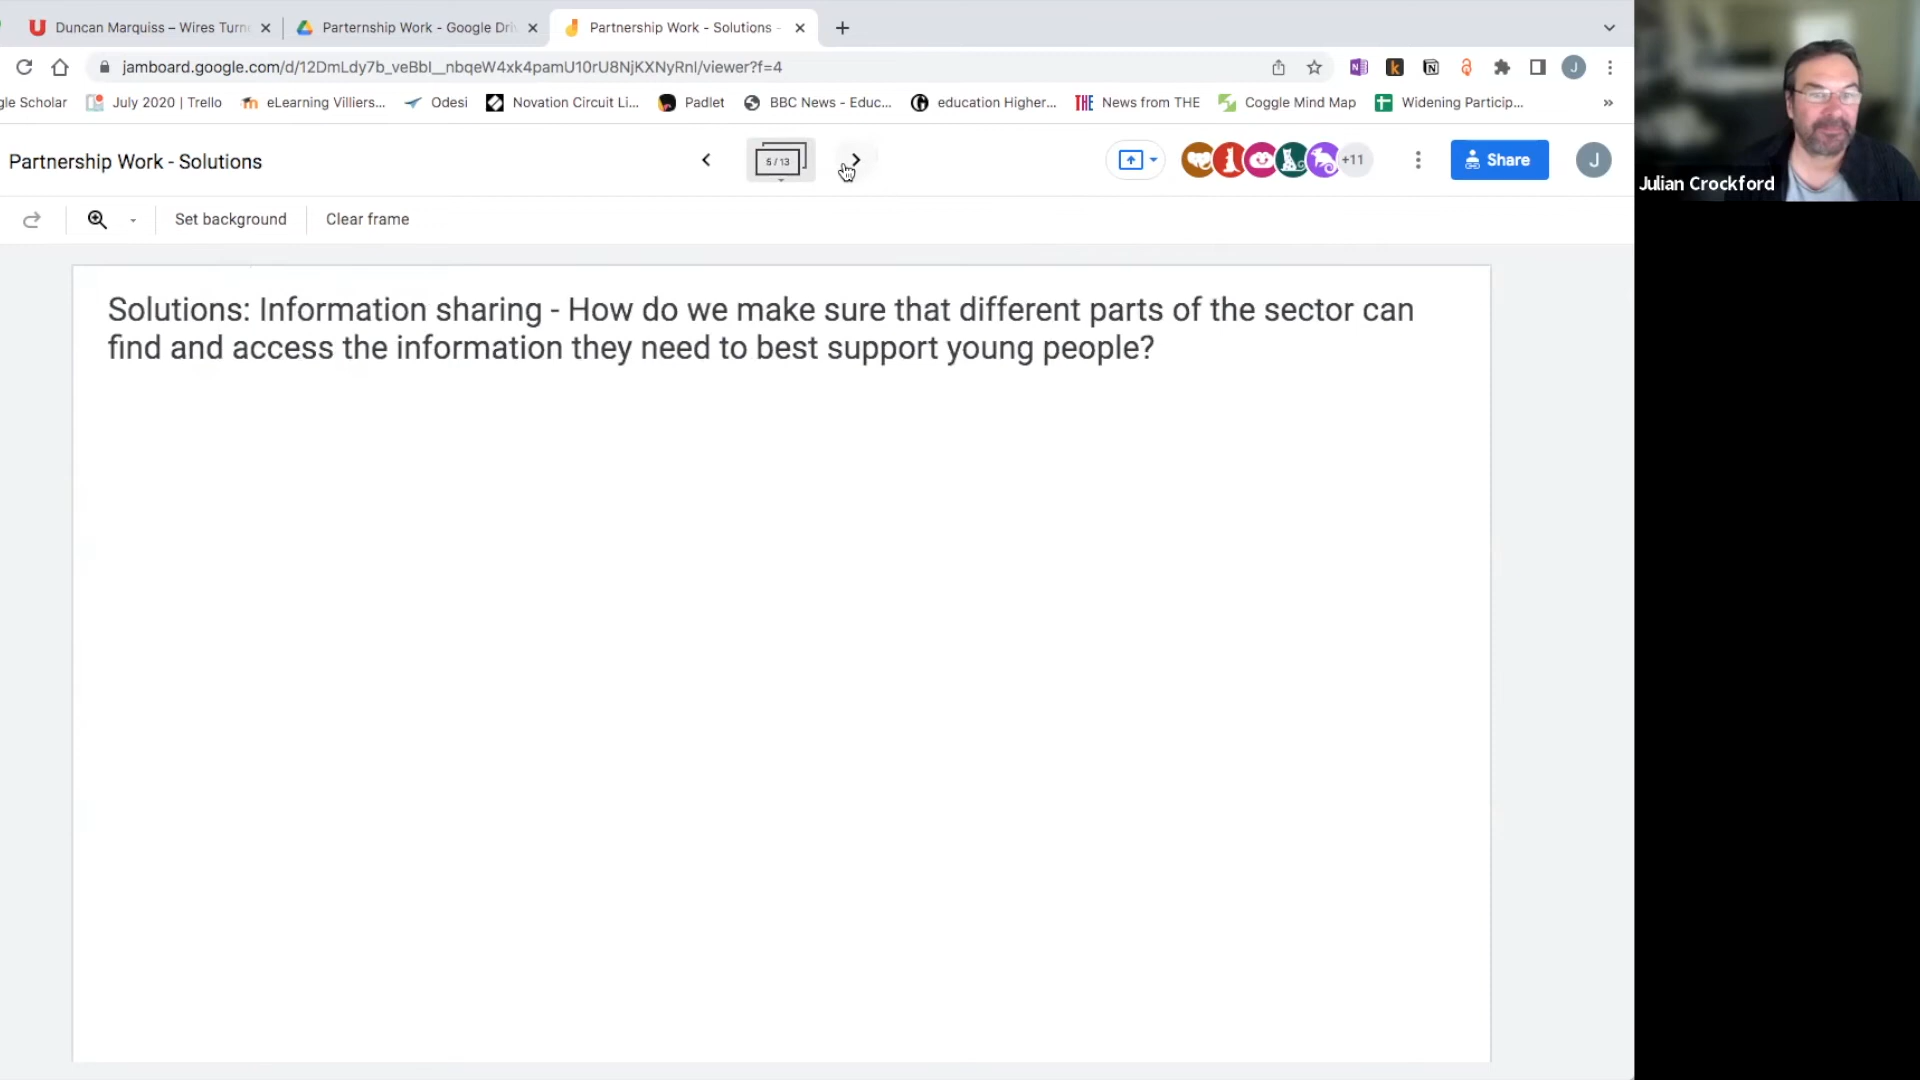 Duncan Marquiss – Wires Turn
Parternship Work - Google Dri
Partnership Work - Solutions -
jamboard.google.com/d/12DmLdy7b_veBbl__nbqeW4xk4pamU10rU8NjKXNyRnI/viewer?f=4
gle Scholar
July 2020 | Trello
eLearning Villiers...
Odesi
Novation Circuit Li...
Padlet
BBC News - Educ...
education Higher...
THE News from THE
Coggle Mind Map
Widening Particip...
»
Partnership Work - Solutions
5 / 13
+11
Share
J
Set background
Clear frame
Julian Crockford
Solutions: Information sharing - How do we make sure that different parts of the sector can
find and access the information they need to best support young people?